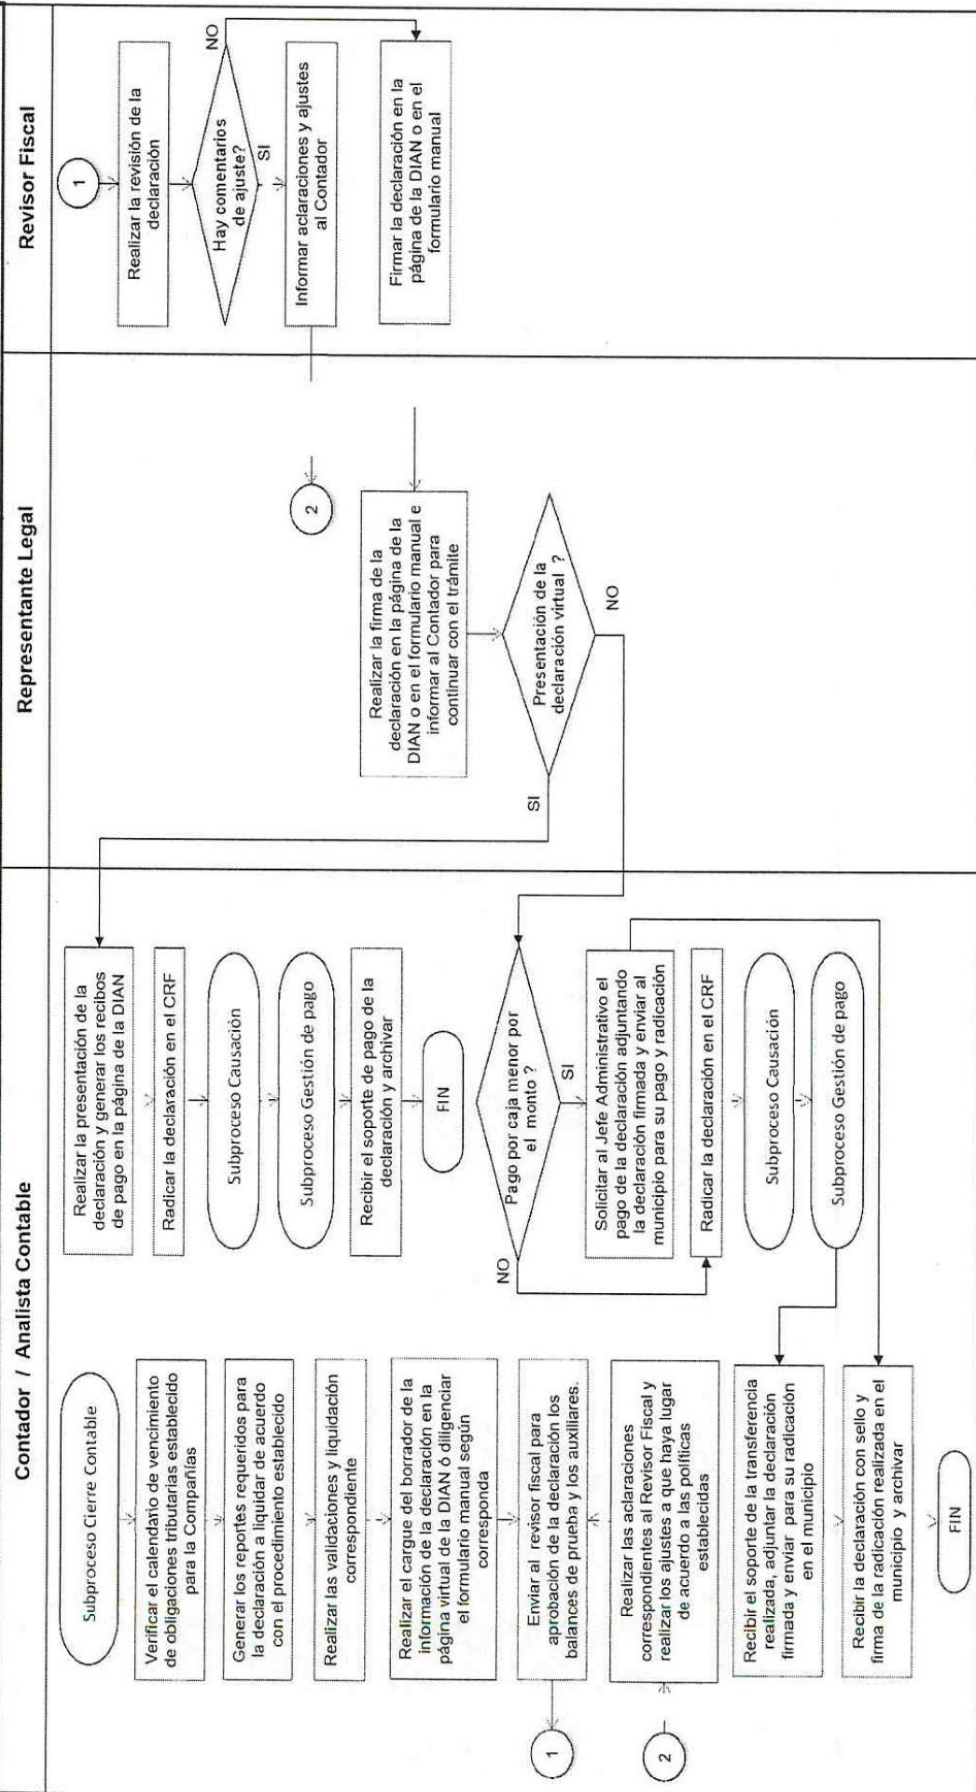 Contador / Analista Contable
Representante Legal
Revisor Fiscal
Subproceso Cierre Contable
Verificar el calendario de vencimiento
de obligaciones tributarias establecido
para la Compañías
Generar los reportes requeridos para
la declaración a liquidar de acuerdo
con el procedimiento establecido
Realizar las validaciones y liquidación
correspondiente
Realizar el cargue del borrador de la
información de la declaración en la
página virtual de la DIAN ó diligenciar
el formulario manual según
corresponda
Enviar al revisor fiscal para
aprobación de la declaración los
balances de prueba y los auxiliares.
1
Realizar las aclaraciones
correspondientes al Revisor Fiscal y
realizar los ajustes a que haya lugar
de acuerdo a las políticas
establecidas
2
Recibir el soporte de la transferencia
realizada, adjuntar la declaración
firmada y enviar para su radicación
en el municipio
Recibir la declaración con sello y
firma de la radicación realizada en el
municipio y archivar
FIN
Realizar la presentación de la
declaración y generar los recibos
de pago en la página de la DIAN
Radicar la declaración en el CRF
Subproceso Causación
Subproceso Gestión de pago
Recibir el soporte de pago de la
declaración y archivar
FIN
Pago por caja menor por
el monto ?
NO
SI
Solicitar al Jefe Administrativo el
pago de la declaración adjuntando
la declaración firmada y enviar al
municipio para su pago y radicación
Radicar la declaración en el CRF
Subproceso Causación
Subproceso Gestión de pago
2
Realizar la firma de la
declaración en la página de la
DIAN o en el formulario manual e
informar al Contador para
continuar con el trámite
Presentación de la
declaración virtual ?
SI
NO
1
Realizar la revisión de la
declaración
Hay comentarios
de ajuste?
NO
SI
Informar aclaraciones y ajustes
al Contador
Firmar la declaración en la
página de la DIAN o en el
formulario manual